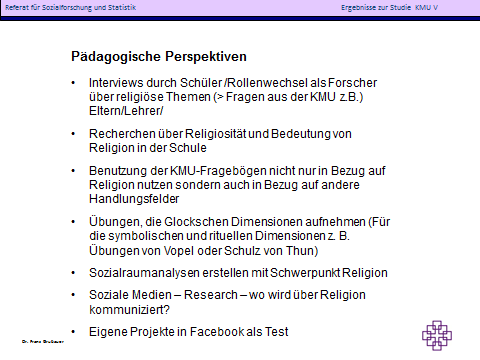 Referat für Sozialforschung und Statistik
Ergebnisse zur Studie KMU V
Pädagogische Perspektiven
• Interviews durch Schüler /Rollenwechsel als Forscher
über religiöse Themen (> Fragen aus der KMU z.B.)
Eltern/Lehrer/
• Recherchen über Religiosität und Bedeutung von
Religion in der Schule
• Benutzung der KMU-Fragebögen nicht nur in Bezug auf
Religion nutzen sondern auch in Bezug auf andere
Handlungsfelder
• Übungen, die Glockschen Dimensionen aufnehmen (Für
die symbolischen und rituellen Dimensionen z. B.
Übungen von Vopel oder Schulz von Thun)
• Sozialraumanalysen erstellen mit Schwerpunkt Religion
• Soziale Medien – Research – wo wird über Religion
kommuniziert?
• Eigene Projekte in Facebook als Test
Dr. Franz Grubauer